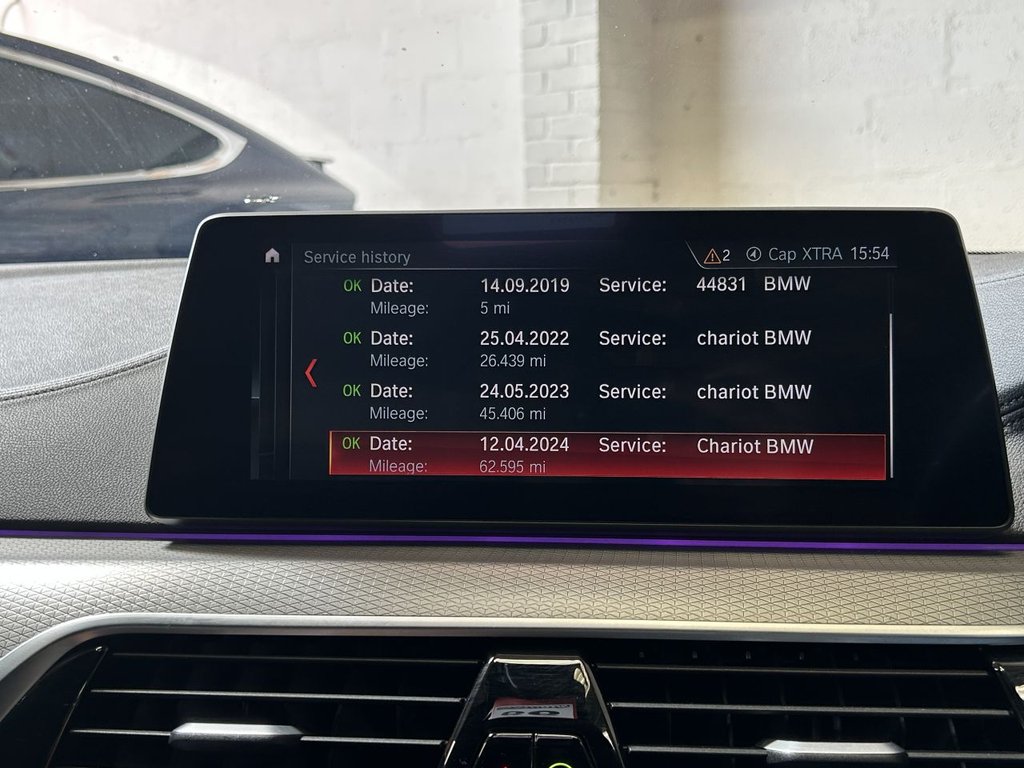 Service history 2 Cap XTRA 15:54
OK Date: 14.09.2019 Service: 44831 BMW
Mileage: 5 mi
OK Date: 25.04.2022 Service: chariot BMW
Mileage: 26.439 mi
OK Date: 24.05.2023 Service: chariot BMW
Mileage: 45.406 mi
OK Date: 12.04.2024 Service: Chariot BMW
Mileage: 62.595 mi